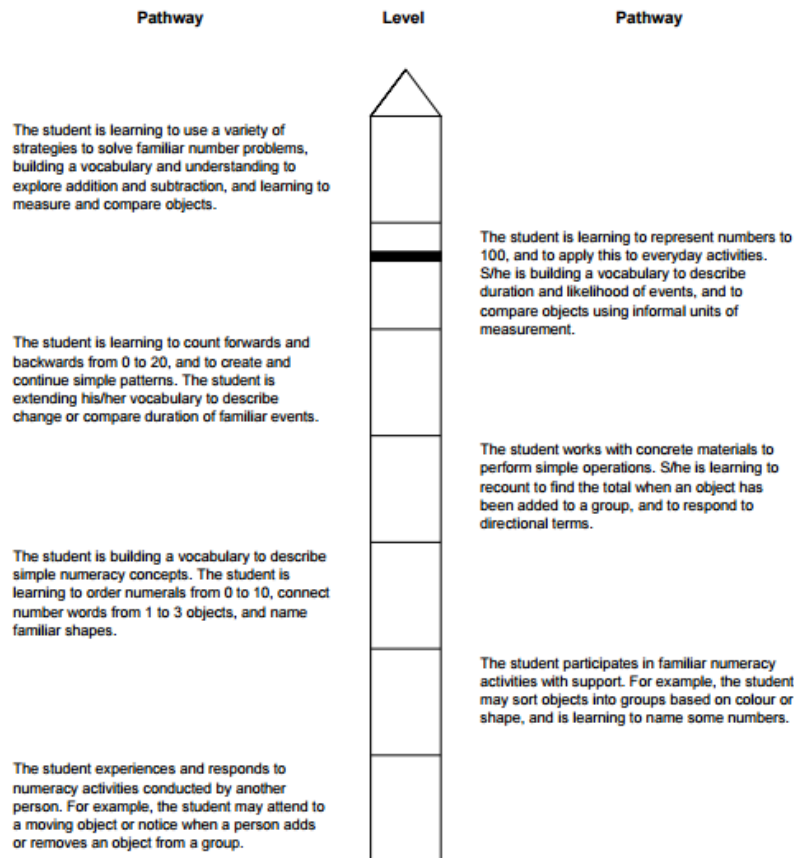 Pathway Level Pathway
The student is learning to use a variety of
strategies to solve familiar number problems,
building a vocabulary and understanding to
explore addition and subtraction, and learning to
measure and compare objects.
The student is learning to represent numbers to
100, and to apply this to everyday activities.
S/he is building a vocabulary to describe
duration and likelihood of events, and to
compare objects using informal units of
measurement.
The student is learning to count forwards and
backwards from 0 to 20, and to create and
continue simple patterns. The student is
extending his/her vocabulary to describe
change or compare duration of familiar events.
The student works with concrete materials to
perform simple operations. S/he is learning to
recount to find the total when an object has
been added to a group, and to respond to
directional terms.
The student is building a vocabulary to describe
simple numeracy concepts. The student is
learning to order numerals from 0 to 10, connect
number words from 1 to 3 objects, and name
familiar shapes.
The student participates in familiar numeracy
activities with support. For example, the student
may sort objects into groups based on colour or
shape, and is learning to name some numbers.
The student experiences and responds to
numeracy activities conducted by another
person. For example, the student may attend to
a moving object or notice when a person adds
or removes an object from a group.